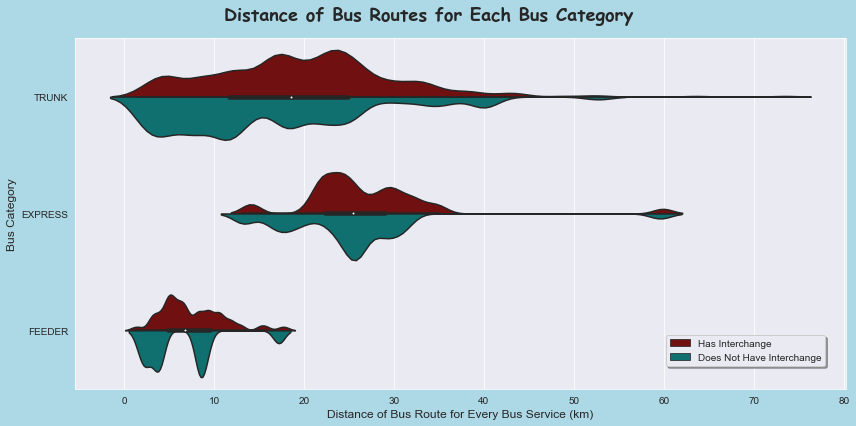 Distance of Bus Routes for Each Bus Category
Bus Category
TRUNK
EXPRESS
FEEDER
Has Interchange
Does Not Have Interchange
0 10 20 30 40 50 60 70 80
Distance of Bus Route for Every Bus Service (km)